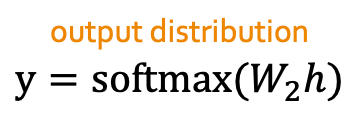 output distribution
y = softmax(W₂h)